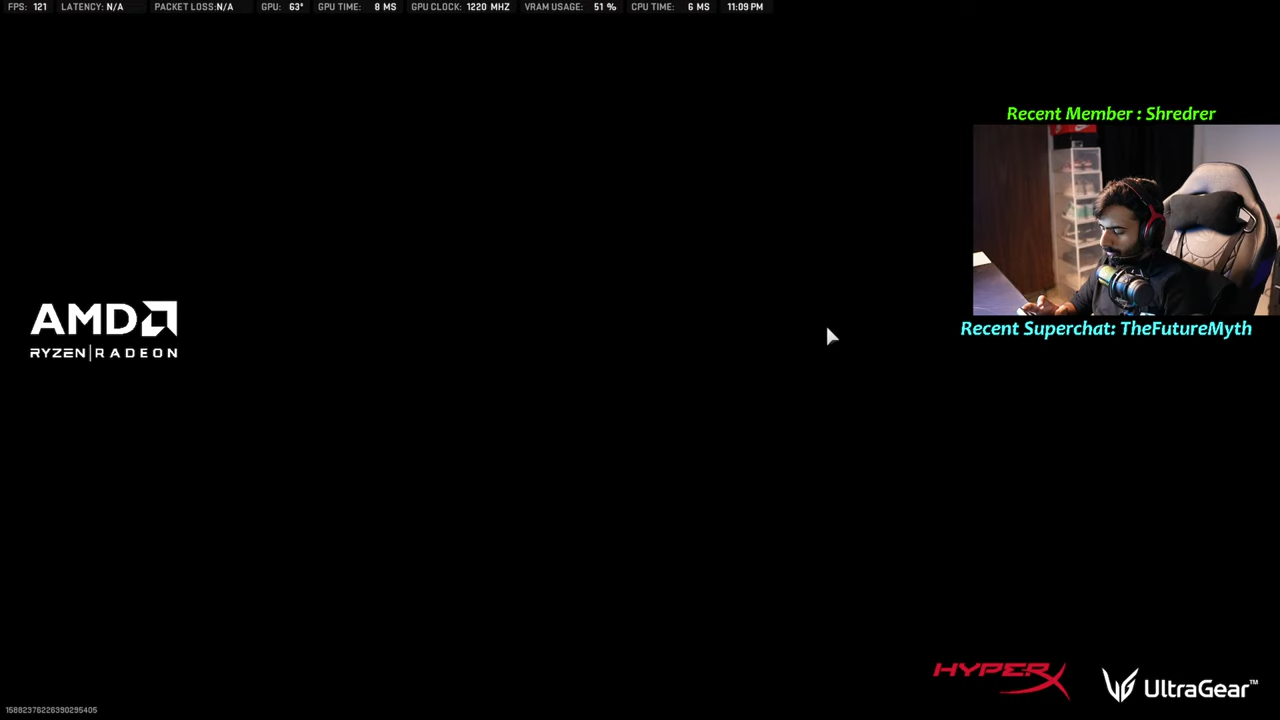 FPS: 121 LATENCY: N/A PACKET LOSS:N/A GPU: 63° GPU TIME: 8 MS GPU CLOCK: 1220 MHZ VRAM USAGE: 51 % CPU TIME: 6 MS 11:09 PM
Recent Member : Shredrer
Recent Superchat: TheFutureMyth
AMD
RYZEN|RADEON
HYPERX
UltraGear™